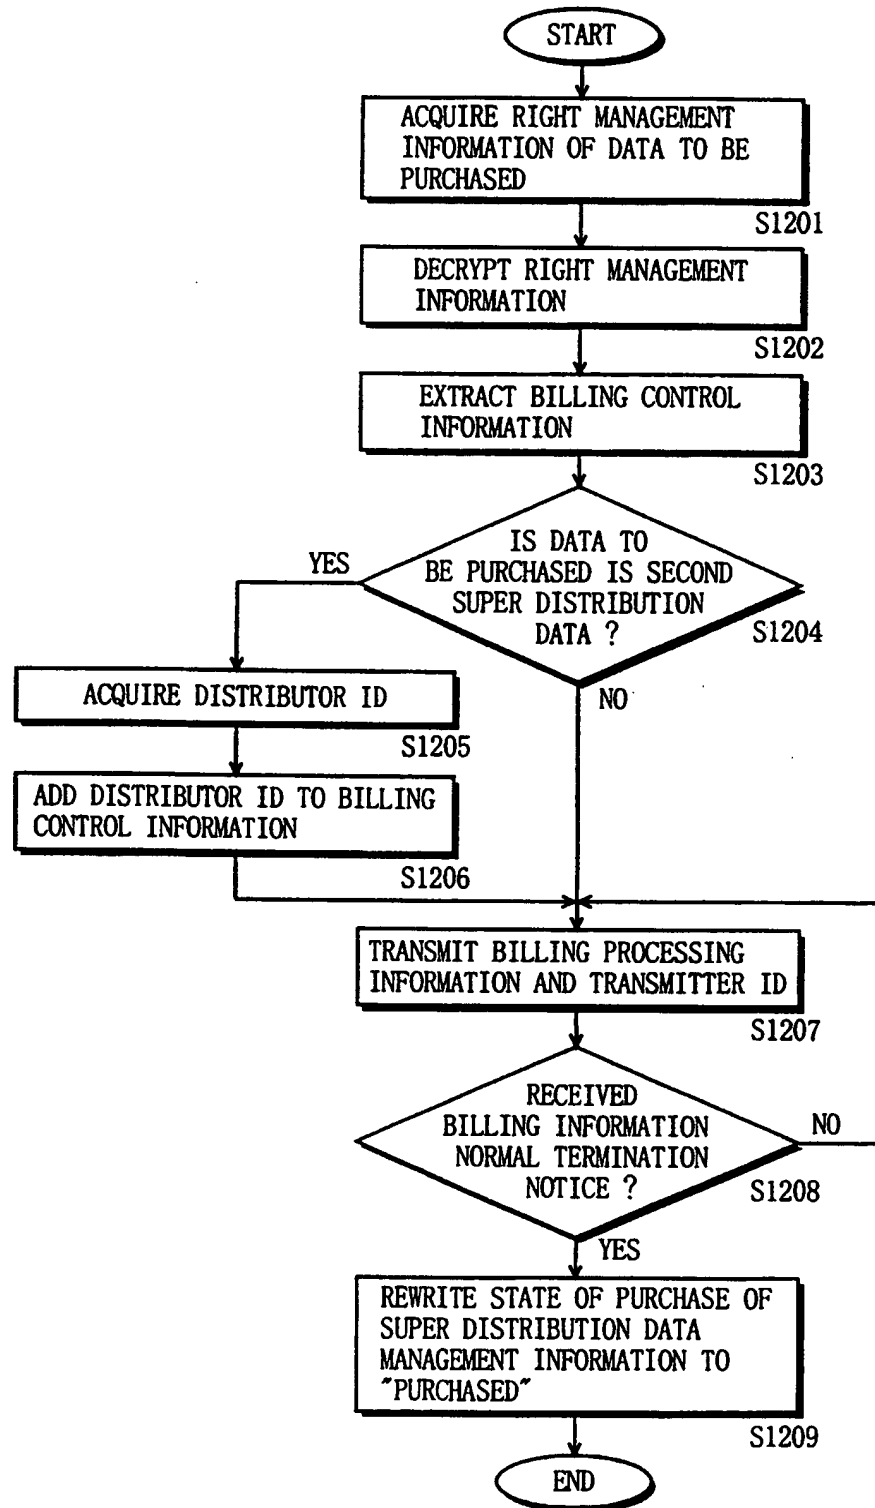 START
ACQUIRE RIGHT MANAGEMENT
INFORMATION OF DATA TO BE
PURCHASED
S1201
DECRYPT RIGHT MANAGEMENT
INFORMATION
S1202
EXTRACT BILLING CONTROL
INFORMATION
S1203
IS DATA TO
BE PURCHASED IS SECOND
SUPER DISTRIBUTION
DATA ?
S1204
YES
NO
ACQUIRE DISTRIBUTOR ID
S1205
ADD DISTRIBUTOR ID TO BILLING
CONTROL INFORMATION
S1206
TRANSMIT BILLING PROCESSING
INFORMATION AND TRANSMITTER ID
S1207
RECEIVED
BILLING INFORMATION
NORMAL TERMINATION
NOTICE ?
S1208
NO
YES
REWRITE STATE OF PURCHASE OF
SUPER DISTRIBUTION DATA
MANAGEMENT INFORMATION TO
"PURCHASED"
S1209
END